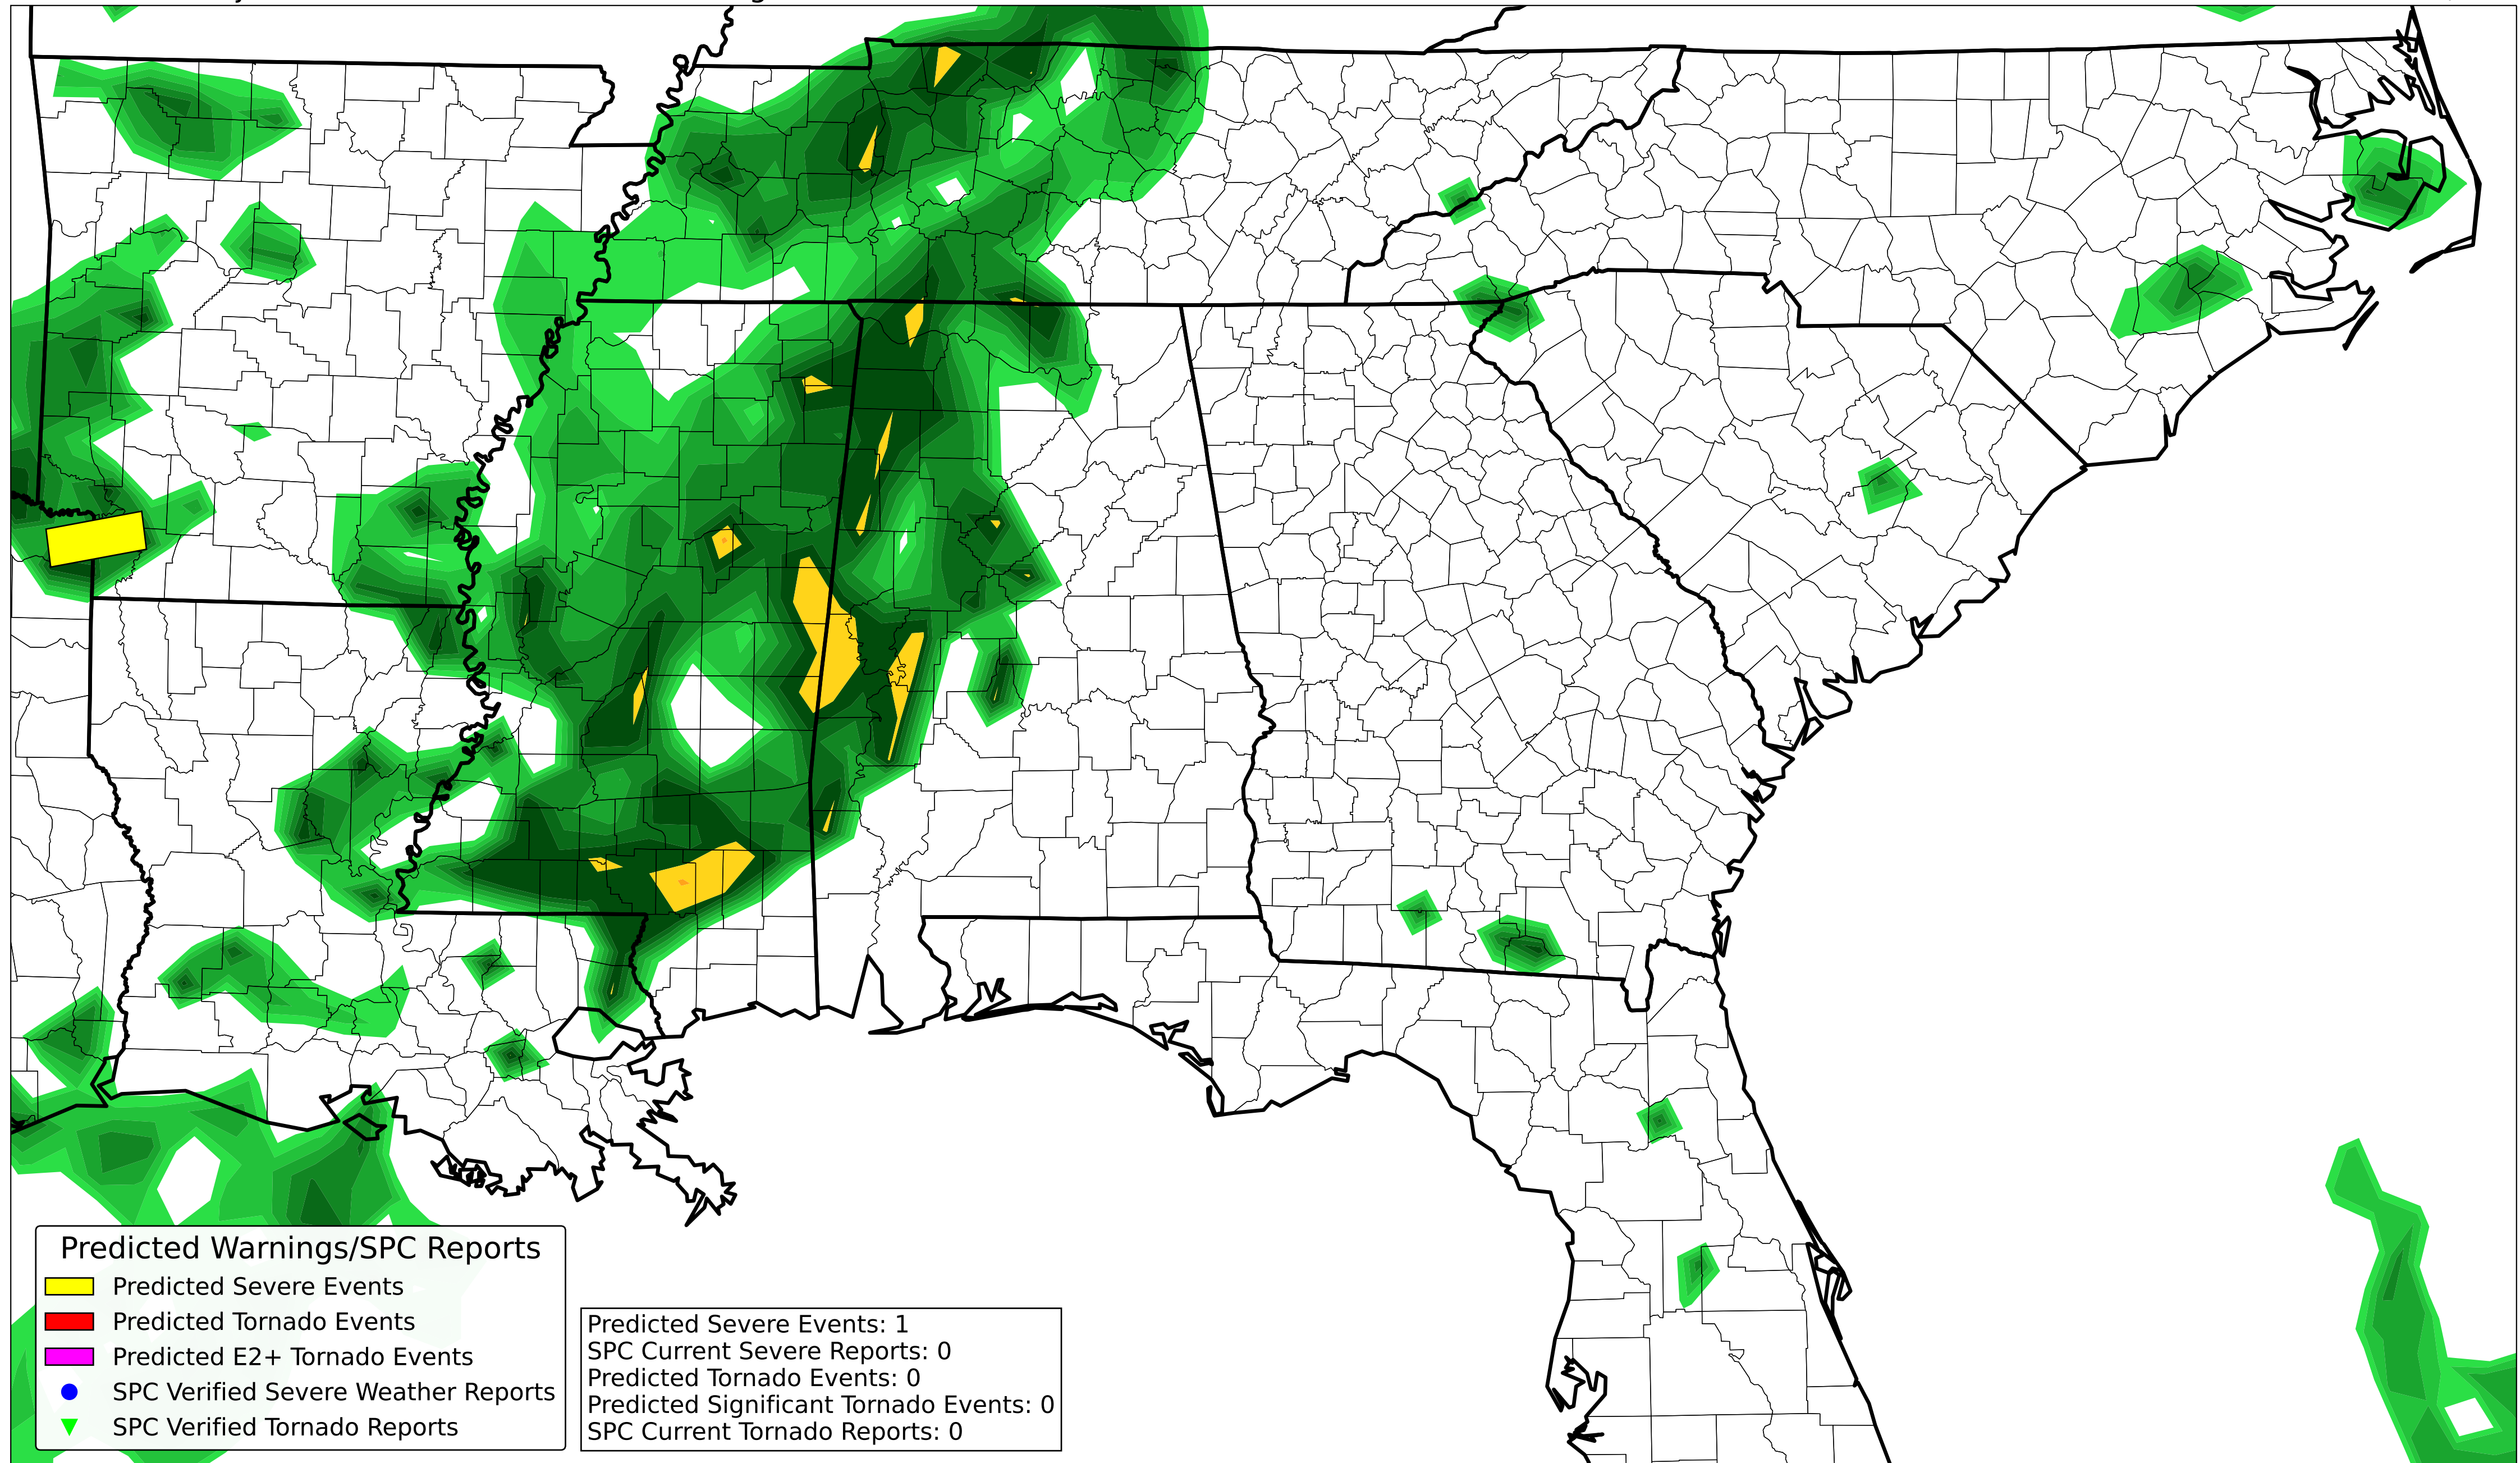 Predicted Warnings/SPC Reports
Predicted Severe Events
Predicted Tornado Events
Predicted E2+ Tornado Events
SPC Verified Severe Weather Reports
SPC Verified Tornado Reports
Predicted Severe Events: 1
SPC Current Severe Reports: 0
Predicted Tornado Events: 0
Predicted Significant Tornado Events: 0
SPC Current Tornado Reports: 0